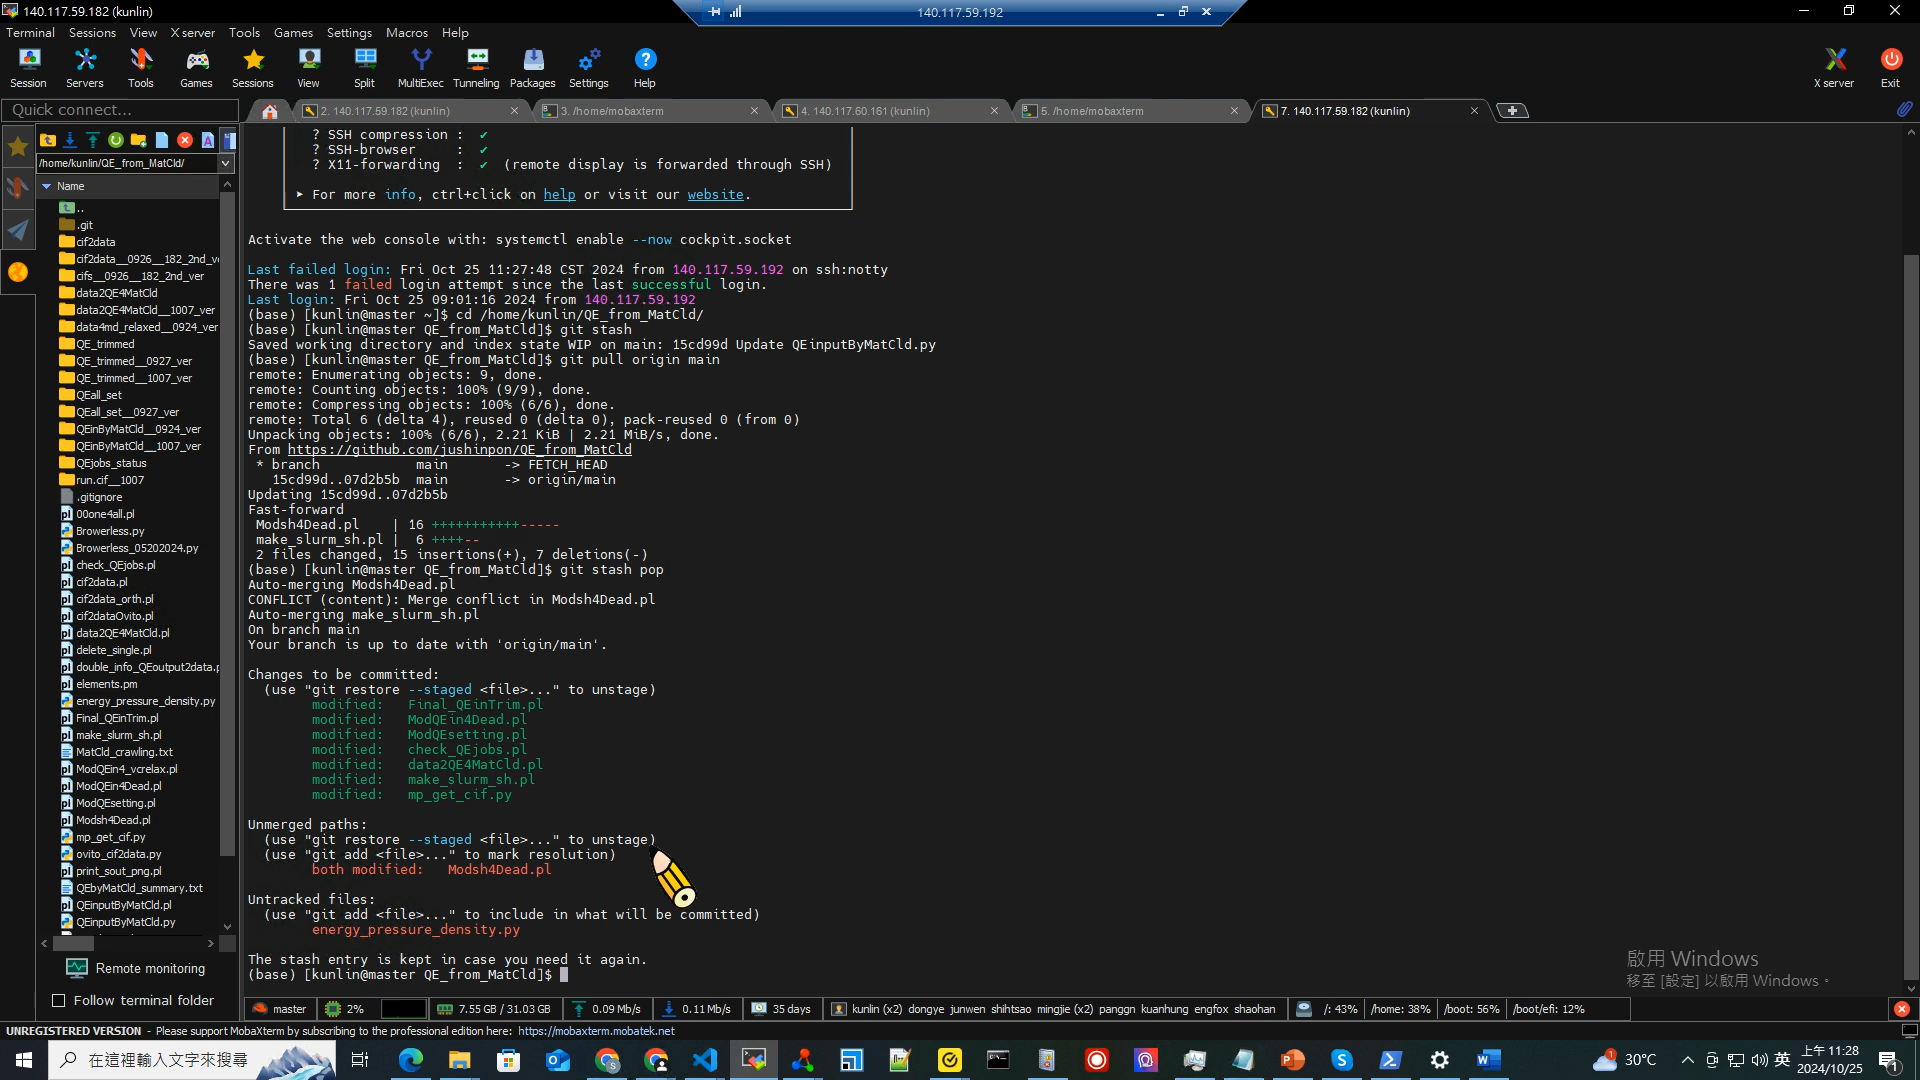 140.117.59.182 (kunlin)
140.117.59.192
Terminal Sessions View X server Tools Games Settings Macros Help
Session Servers Tools Games Sessions View Split MultiExec Tunneling Packages Settings Help X server Exit
Quick connect...
2. 140.117.59.182 (kunlin)
3. /home/mobaxterm
4. 140.117.60.161 (kunlin)
5. /home/mobaxterm
7. 140.117.59.182 (kunlin)
/home/kunlin/QE_from_MatCld/
Name
..
.git
cif2data
cif2data__0926__182_2nd_v
cifs__0926__182_2nd_ver
data2QE4MatCld
data2QE4MatCld__1007_ver
data4md_relaxed__0924_ver
QE_trimmed
QE_trimmed__0927_ver
QE_trimmed__1007_ver
QEall_set
QEall_set__0927_ver
QEinByMatCld__0924_ver
QEinByMatCld__1007_ver
QEjobs_status
run.cif__1007
.gitignore
00one4all.pl
Browerless.py
Browerless_05202024.py
check_QEjobs.pl
cif2data.pl
cif2data_orth.pl
cif2dataOvito.pl
data2QE4MatCld.pl
delete_single.pl
double_info_QEoutput2data.p
elements.pm
energy_pressure_density.py
Final_QEinTrim.pl
make_slurm_sh.pl
MatCld_crawling.txt
ModQEin4_vcrelax.pl
ModQEin4Dead.pl
ModQEsetting.pl
Modsh4Dead.pl
mp_get_cif.py
ovito_cif2data.py
print_sout_png.pl
QEbyMatCld_summary.txt
QEinputByMatCld.pl
QEinputByMatCld.py
Remote monitoring
Follow terminal folder
? SSH compression : ✔
? SSH-browser : ✔
? X11-forwarding : ✔ (remote display is forwarded through SSH)
➤ For more info, ctrl+click on help or visit our website.
Activate the web console with: systemctl enable --now cockpit.socket
Last failed login: Fri Oct 25 11:27:48 CST 2024 from 140.117.59.192 on ssh:notty
There was 1 failed login attempt since the last successful login.
Last login: Fri Oct 25 09:01:16 2024 from 140.117.59.192
(base) [kunlin@master ~]$ cd /home/kunlin/QE_from_MatCld/
(base) [kunlin@master QE_from_MatCld]$ git stash
Saved working directory and index state WIP on main: 15cd99d Update QEinputByMatCld.py
(base) [kunlin@master QE_from_MatCld]$ git pull origin main
remote: Enumerating objects: 9, done.
remote: Counting objects: 100% (9/9), done.
remote: Compressing objects: 100% (6/6), done.
remote: Total 6 (delta 4), reused 0 (delta 0), pack-reused 0 (from 0)
Unpacking objects: 100% (6/6), 2.21 KiB | 2.21 MiB/s, done.
From https://github.com/jushinpon/QE_from_MatCld
* branch main -> FETCH_HEAD
15cd99d..07d2b5b main -> origin/main
Updating 15cd99d..07d2b5b
Fast-forward
Modsh4Dead.pl | 16 +++++++++++-----
make_slurm_sh.pl | 6 ++++--
2 files changed, 15 insertions(+), 7 deletions(-)
(base) [kunlin@master QE_from_MatCld]$ git stash pop
Auto-merging Modsh4Dead.pl
CONFLICT (content): Merge conflict in Modsh4Dead.pl
Auto-merging make_slurm_sh.pl
On branch main
Your branch is up to date with 'origin/main'.
Changes to be committed:
(use "git restore --staged <file>..." to unstage)
modified: Final_QEinTrim.pl
modified: ModQEin4Dead.pl
modified: ModQEsetting.pl
modified: check_QEjobs.pl
modified: data2QE4MatCld.pl
modified: make_slurm_sh.pl
modified: mp_get_cif.py
Unmerged paths:
(use "git restore --staged <file>..." to unstage)
(use "git add <file>..." to mark resolution)
both modified: Modsh4Dead.pl
Untracked files:
(use "git add <file>..." to include in what will be committed)
energy_pressure_density.py
The stash entry is kept in case you need it again.
(base) [kunlin@master QE_from_MatCld]$
啟用 Windows
移至 [設定] 以啟用 Windows。
master 2% 7.55 GB / 31.03 GB 0.09 Mb/s 0.11 Mb/s 35 days kunlin (x2) dongye junwen shihtsao mingjie (x2) panggn kuanhung engfox shaohan /: 43% /home: 38% /boot: 56% /boot/efi: 12%
UNREGISTERED VERSION - Please support MobaXterm by subscribing to the professional edition here: https://mobaxterm.mobatek.net
在這裡輸入文字來搜尋
30°C
英
上午 11:28
2024/10/25